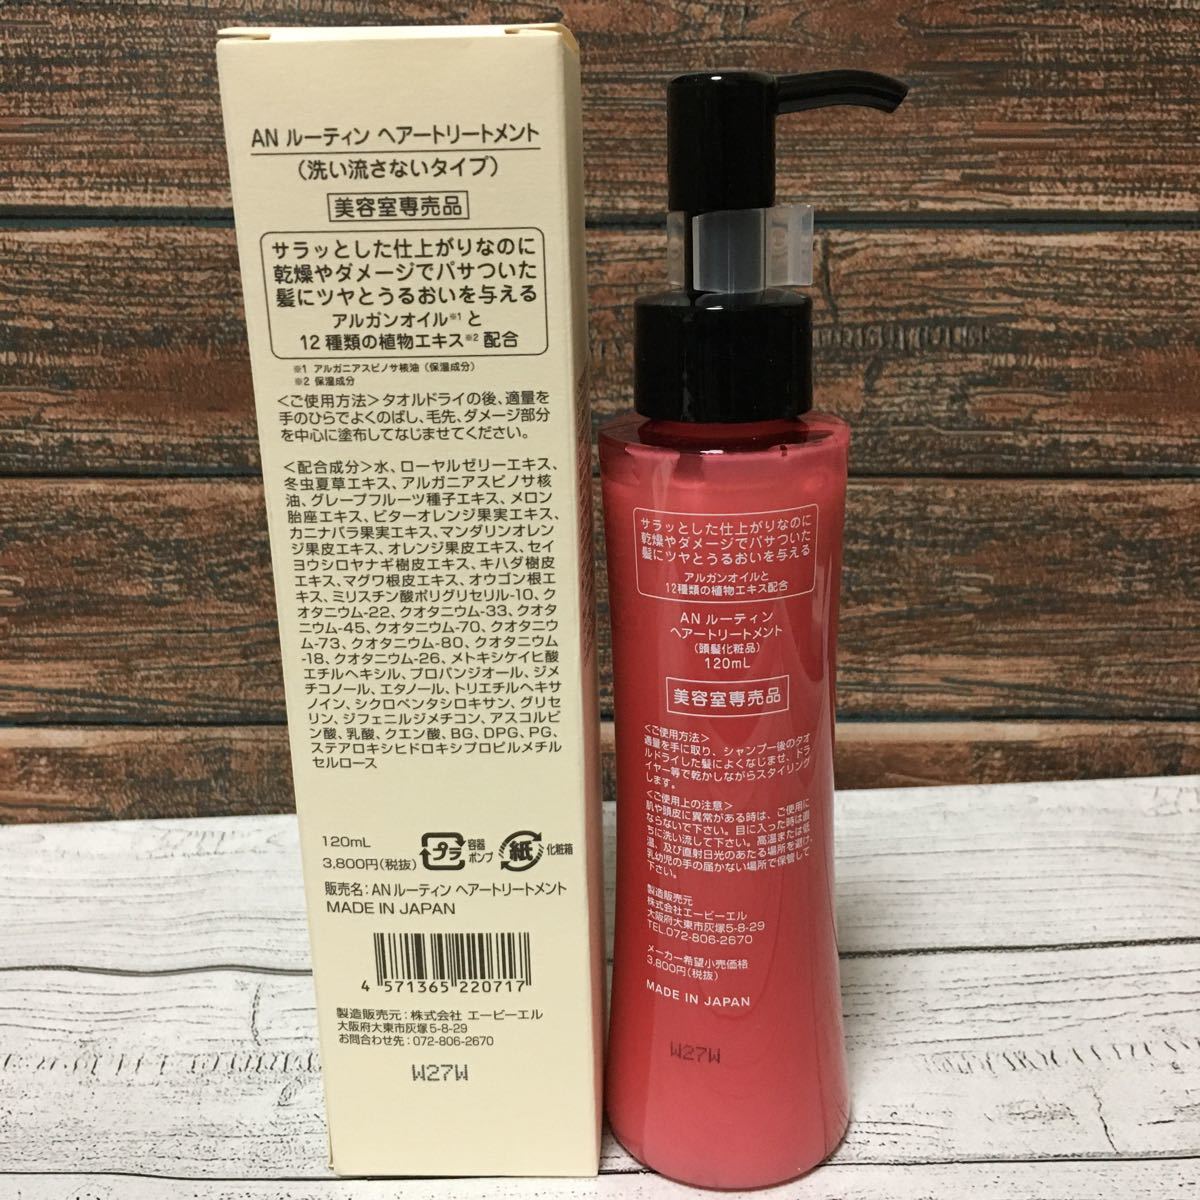 AN ルーティン ヘアートリートメント
(洗い流さないタイプ)
美容室専売品
サラッとした仕上がりなのに
乾燥やダメージでパサついた
髪にツヤとうるおいを与える
アルガンオイル※1と
12種類の植物エキス※2 配合
※1 アルガニアスピノサ核油（保湿成分）
※2 保湿成分
＜ご使用方法＞タオルドライの後、適量を
手のひらでよくのばし、毛先、ダメージ部分
を中心に塗布してなじませてください。
＜配合成分＞水、ローヤルゼリーエキス、
冬虫夏草エキス、アルガニアスピノサ核
油、グレープフルーツ種子エキス、メロン
胎座エキス、ビターオレンジ果実エキス、
カニナバラ果実エキス、マンダリンオレン
ジ果皮エキス、オレンジ果皮エキス、セイ
ヨウシロヤナギ樹皮エキス、キハダ樹皮
エキス、マグワ根皮エキス、オウゴン根エ
キス、ミリスチン酸ポリグリセリル-10、ク
オタニウム-22、クオタニウム-33、クオタ
ニウム-45、クオタニウム-70、クオタニウ
ム-73、クオタニウム-80、クオタニウム
-18、クオタニウム-26、メトキシケイヒ酸
エチルヘキシル、プロパンジオール、ジメ
チコノール、エタノール、トリエチルヘキサ
ノイン、シクロペンタシロキサン、グリセ
リン、ジフェニルジメチコン、アスコルビ
ン酸、乳酸、クエン酸、BG、DPG、PG、
ステアロキシヒドロキシプロピルメチル
セルロース
120mL
3,800円(税抜)
プラ 容器 ポンプ 紙 化粧箱
販売名：AN ルーティン ヘアートリートメント
MADE IN JAPAN
4 571365 220717
製造販売元：株式会社 エービーエル
大阪府大東市灰塚5-8-29
お問合わせ先：072-806-2670
W27W
サラッとした仕上がりなのに
乾燥やダメージでパサついた
髪にツヤとうるおいを与える
アルガンオイルと
12種類の植物エキス配合
AN ルーティン
ヘアートリートメント
(頭髪化粧品)
120mL
美容室専売品
＜ご使用方法＞
適量を手に取り、シャンプー後のタオ
ルドライした髪によくなじませ、ドラ
イヤー等で乾かしながらスタイリング
します。
＜ご使用上の注意＞
肌や頭皮に異常がある時は、ご使用に
ならないで下さい。目に入った時は直
ちに洗い流して下さい。高温または低
温、及び直射日光のあたる場所を避け、
乳幼児の手の届かない場所で保管して
下さい。
製造販売元
株式会社エービーエル
大阪府大東市灰塚5-8-29
TEL.072-806-2670
メーカー希望小売価格
3,800円(税抜)
MADE IN JAPAN
W27W